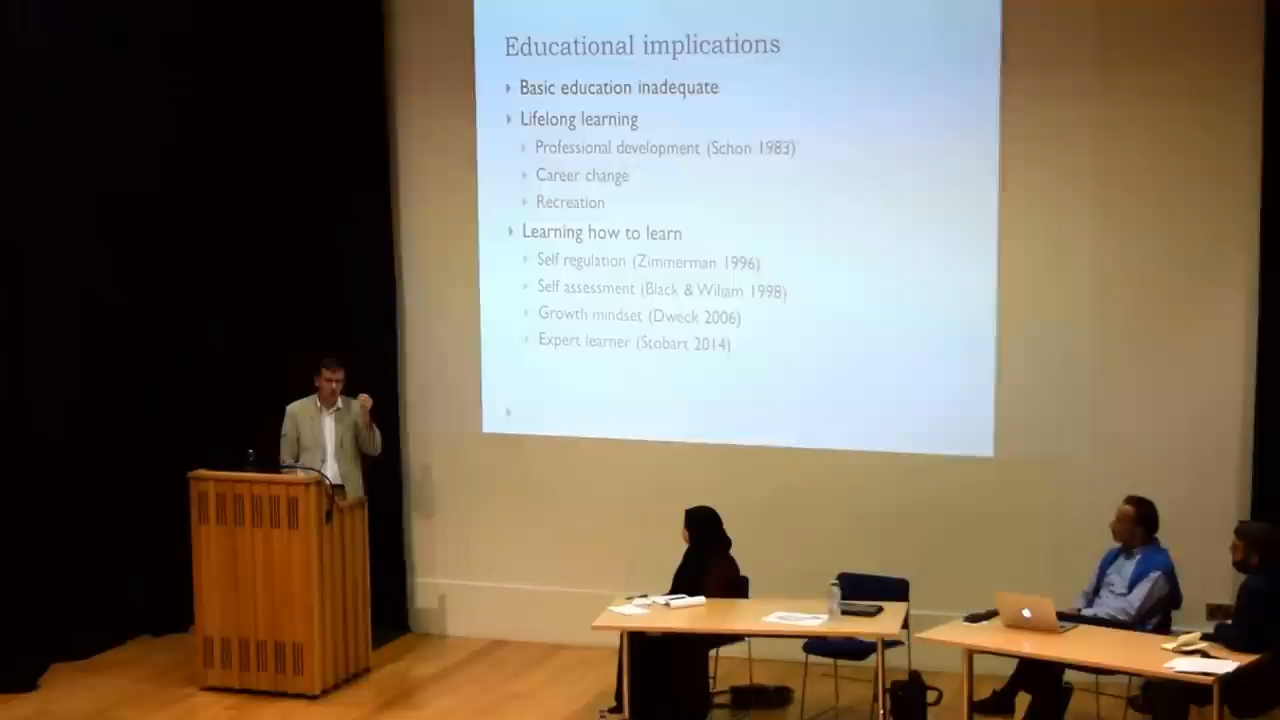 Educational implications
Basic education inadequate
Lifelong learning
Professional development (Schon 1983)
Career change
Recreation
Learning how to learn
Self regulation (Zimmerman 1996)
Self assessment (Black & Wiliam 1998)
Growth mindset (Dweck 2006)
Expert learner (Stobart 2014)